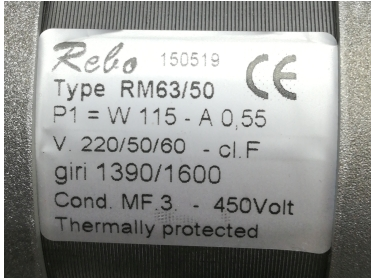 Rebo 150519 CE
Type RM63/50
P1 = W 115 - A 0,55
V. 220/50/60 - cl.F
giri 1390/1600
Cond. MF.3. - 450Volt
Thermally protected